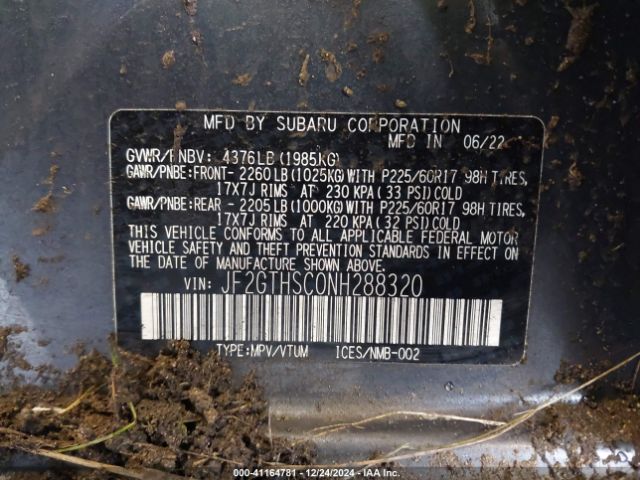 MFD BY SUBARU CORPORATION
MFD IN 06/22
GVWR/PNBV: 4376LB (1985KG)
GAWR/PNBE:FRONT- 2260 LB (1025KG) WITH P225/60R17 98H TIRES,
17X7J RIMS AT 230 KPA (33 PSI) COLD
GAWR/PNBE:REAR - 2205 LB (1000KG) WITH P225/60R17 98H TIRES,
17X7J RIMS AT 220 KPA (32 PSI) COLD
THIS VEHICLE CONFORMS TO ALL APPLICABLE FEDERAL MOTOR
VEHICLE SAFETY AND THEFT PREVENTION STANDARDS IN EFFECT ON
THE DATE OF MANUFACTURE SHOWN ABOVE.
VIN: JF2GTHSC0NH288320
TYPE:MPV/VTUM ICES/NMB-002
000-41164781 - 12/24/2024 - IAA Inc.